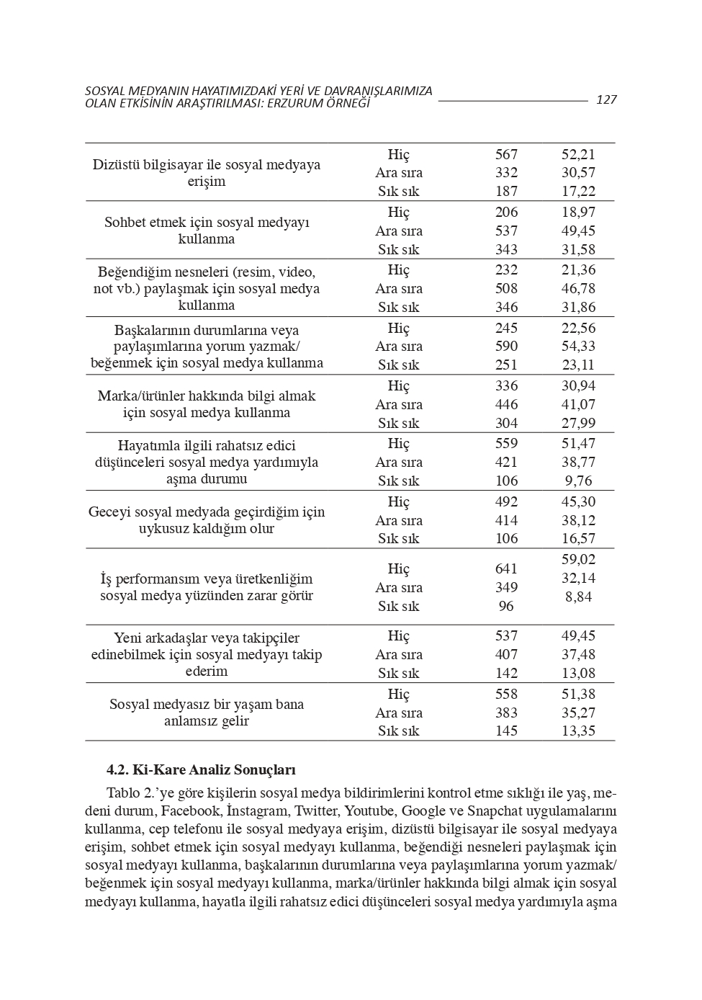 SOSYAL MEDYANIN HAYATIMIZDAKİ YERİ VE DAVRANIŞLARIMIZA
OLAN ETKİSİNİN ARAŞTIRILMASI: ERZURUM ÖRNEĞİ
127
Dizüstü bilgisayar ile sosyal medyaya
erişim
Hiç 567 52,21
Ara sıra 332 30,57
Sık sık 187 17,22
Sohbet etmek için sosyal medyayı
kullanma
Hiç 206 18,97
Ara sıra 537 49,45
Sık sık 343 31,58
Beğendiğim nesneleri (resim, video,
not vb.) paylaşmak için sosyal medya
kullanma
Hiç 232 21,36
Ara sıra 508 46,78
Sık sık 346 31,86
Başkalarının durumlarına veya
paylaşımlarına yorum yazmak/
beğenmek için sosyal medya kullanma
Hiç 245 22,56
Ara sıra 590 54,33
Sık sık 251 23,11
Marka/ürünler hakkında bilgi almak
için sosyal medya kullanma
Hiç 336 30,94
Ara sıra 446 41,07
Sık sık 304 27,99
Hayatımla ilgili rahatsız edici
düşünceleri sosyal medya yardımıyla
aşma durumu
Hiç 559 51,47
Ara sıra 421 38,77
Sık sık 106 9,76
Geceyi sosyal medyada geçirdiğim için
uykusuz kaldığım olur
Hiç 492 45,30
Ara sıra 414 38,12
Sık sık 106 16,57
İş performansım veya üretkenliğim
sosyal medya yüzünden zarar görür
Hiç 641 59,02
Ara sıra 349 32,14
Sık sık 96 8,84
Yeni arkadaşlar veya takipçiler
edinebilmek için sosyal medyayı takip
ederim
Hiç 537 49,45
Ara sıra 407 37,48
Sık sık 142 13,08
Sosyal medyasız bir yaşam bana
anlamsız gelir
Hiç 558 51,38
Ara sıra 383 35,27
Sık sık 145 13,35
4.2. Ki-Kare Analiz Sonuçları
Tablo 2.’ye göre kişilerin sosyal medya bildirimlerini kontrol etme sıklığı ile yaş, me-
deni durum, Facebook, İnstagram, Twitter, Youtube, Google ve Snapchat uygulamalarını
kullanma, cep telefonu ile sosyal medyaya erişim, dizüstü bilgisayar ile sosyal medyaya
erişim, sohbet etmek için sosyal medyayı kullanma, beğendiği nesneleri paylaşmak için
sosyal medyayı kullanma, başkalarının durumlarına veya paylaşımlarına yorum yazmak/
beğenmek için sosyal medyayı kullanma, marka/ürünler hakkında bilgi almak için sosyal
medyayı kullanma, hayatla ilgili rahatsız edici düşünceleri sosyal medya yardımıyla aşma